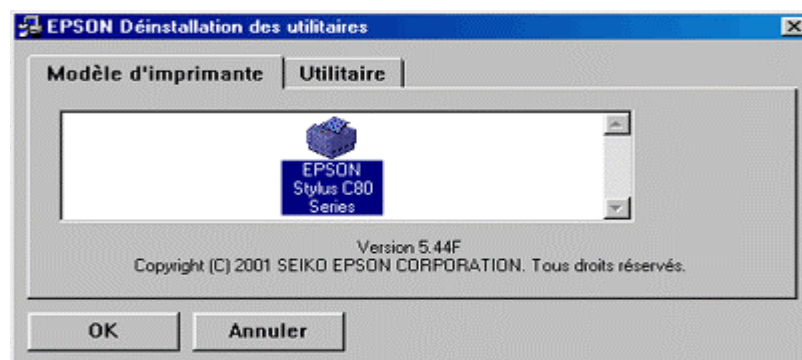 EPSON Déinstallation des utilitaires
Modèle d'imprimante
Utilitaire
EPSON
Stylus C80
Series
Version 5.44F
Copyright (C) 2001 SEIKO EPSON CORPORATION. Tous droits réservés.
OK
Annuler